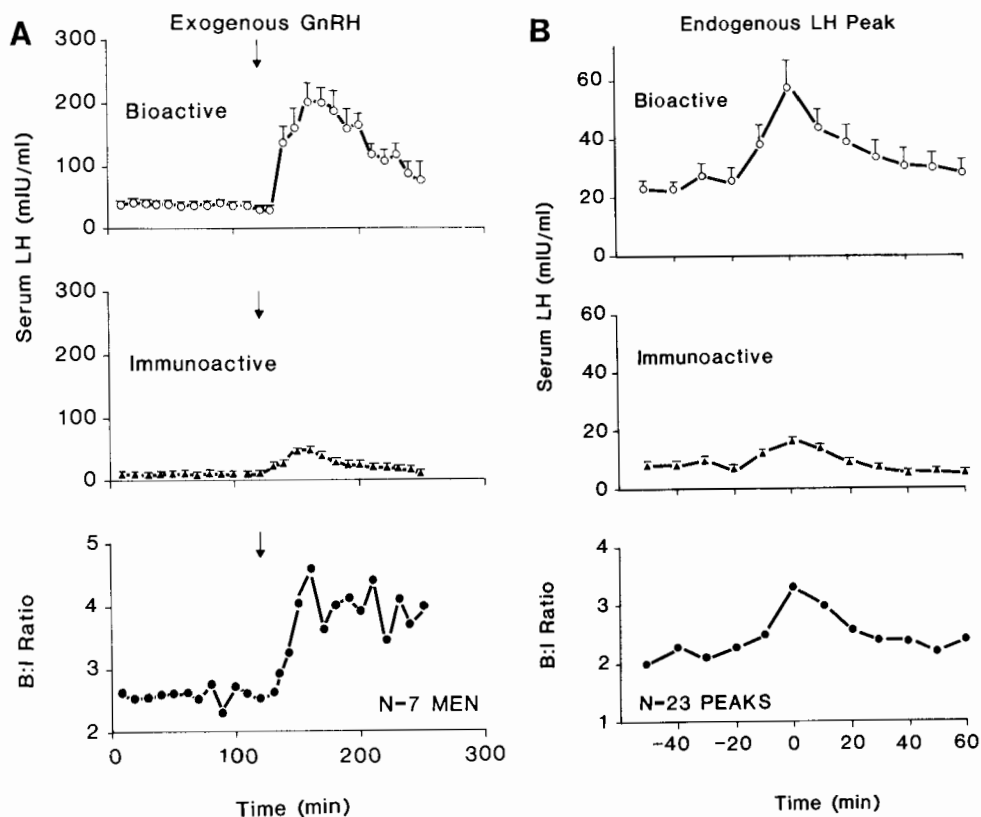 A
Exogenous GnRH
Serum LH (mIU/ml)
300
200
100
0
Bioactive
300
200
100
0
Immunoactive
B:I Ratio
5
4
3
2
N-7 MEN
0
100
200
300
Time (min)
B
Endogenous LH Peak
Serum LH (mIU/ml)
60
40
20
0
Bioactive
60
40
20
0
Immunoactive
B:I Ratio
4
3
2
1
N-23 PEAKS
-40
-20
0
20
40
60
Time (min)